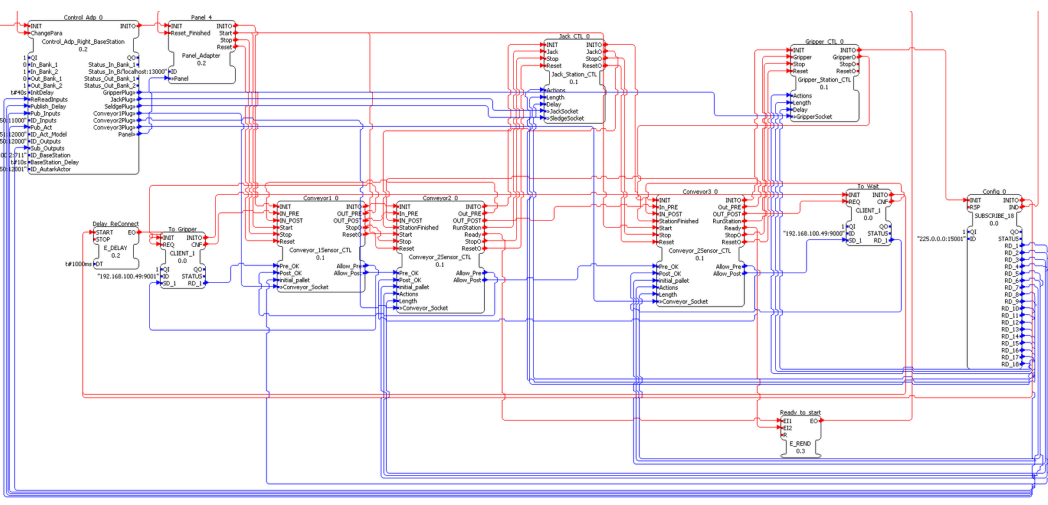 Control_Adp_0
INIT INITO
ChangePara
Control_Adp_Right_BaseStation
0.2
1 QI QIO
0 In_Bank_1 Status_In_Bank_1
1 In_Bank_2
0 Out_Bank_1 Status_Out_Bank_1
1 Out_Bank_2 Status_Out_Bank_2
t#40s InitDelay GripperPlug
ReReadInputs JackPlug
Publish_Delay SeldgePlug
Pub_Inputs Conveyor1Plug
ID_Inputs Conveyor2Plug
Pub_Act Conveyor3Plug
ID_Act_Model Panel
ID_Outputs
Sub_Outputs
ID_BaseStation
t#10s BaseStation_Delay
ID_AutarkActor
Panel_4
INIT INITO
Reset_Finished Start
Stop
Reset
Panel_Adapter
0.2
ID
Panel
Jack_CTL_0
INIT INITO
Jack JackO
Stop StopO
Reset ResetO
Jack_Station_CTL
0.1
Actions
Length
Delay
JackSocket
SledgeSocket
Gripper_CTL_0
INIT INITO
Gripper GripperO
Stop StopO
Reset ResetO
Gripper_Station_CTL
0.1
Actions
Length
Delay
GripperSocket
Delay_ReConnect
START EO
STOP
E_DELAY
0.2
t#1000ms DT
To_Gripper
INIT INITO
REQ CNF
CLIENT_1
0.0
1 QI QO
"192.168.100.49:9001" ID STATUS
SD_1 RD_1
Conveyor1_0
INIT INITO
IN_PRE OUT_PRE
IN_POST OUT_POST
Start StopO
Stop ResetO
Reset
Conveyor_1Sensor_CTL
0.1
Pre_OK Allow_Pre
Post_OK Allow_Post
initial_pallet
Conveyor_Socket
Conveyor2_0
INIT INITO
In_PRE Out_PRE
IN_POST OUT_POST
StationFinished RunStation
Start Ready
Stop StopO
Reset ResetO
Conveyor_2Sensor_CTL
0.1
Pre_OK Allow_Pre
Post_OK Allow_Post
initial_pallet
Actions
Length
Conveyor_Socket
Conveyor3_0
INIT INITO
In_PRE Out_PRE
IN_POST OUT_POST
StationFinished RunStation
Start Ready
Stop StopO
Reset ResetO
Conveyor_2Sensor_CTL
0.1
Pre_OK Allow_Pre
Post_OK Allow_Post
initial_pallet
Actions
Length
Conveyor_Socket
To_Wait
INIT INITO
REQ CNF
CLIENT_1
0.0
1 QI QO
"192.168.100.49:9000" ID STATUS
SD_1 RD_1
Config_0
INIT INITO
RSP IND
SUBSCRIBE_18
0.0
1 QI QO
"225.0.0.0:15001" ID STATUS
RD_1
RD_2
RD_3
RD_4
RD_5
RD_6
RD_7
RD_8
RD_9
RD_10
RD_11
RD_12
RD_13
RD_14
RD_15
RD_16
RD_17
RD_18
Ready_to_start
EI1 EO
EI2
R
E_REND
0.3